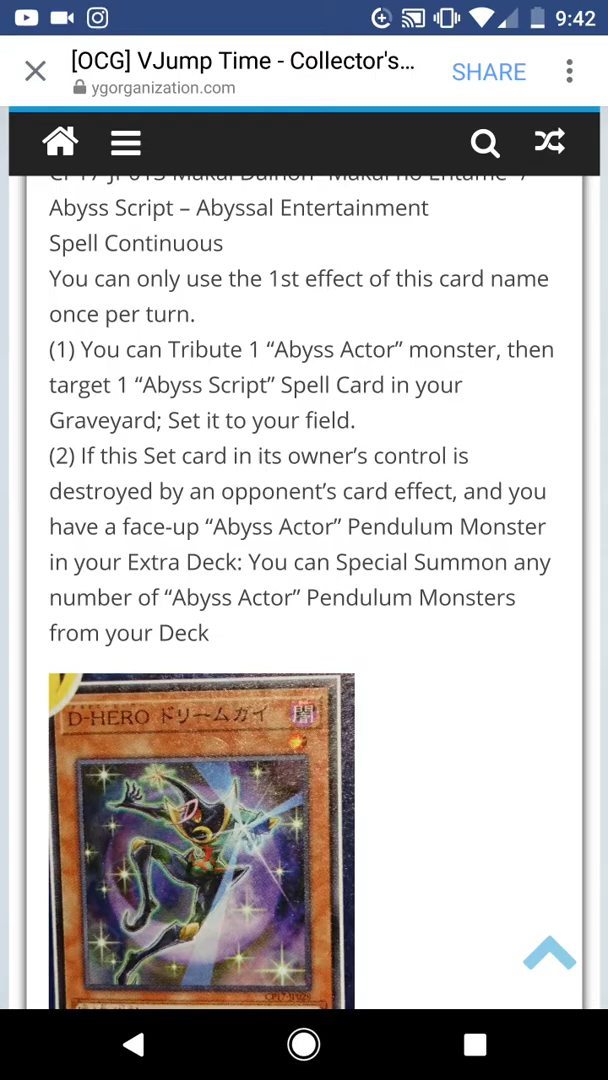 9:42
[OCG] VJump Time - Collector's...
ygorganization.com
SHARE
Abyss Script – Abyssal Entertainment
Spell Continuous
You can only use the 1st effect of this card name
once per turn.
(1) You can Tribute 1 “Abyss Actor” monster, then
target 1 “Abyss Script” Spell Card in your
Graveyard; Set it to your field.
(2) If this Set card in its owner’s control is
destroyed by an opponent’s card effect, and you
have a face-up “Abyss Actor” Pendulum Monster
in your Extra Deck: You can Special Summon any
number of “Abyss Actor” Pendulum Monsters
from your Deck
D-HERO ドリームガイ
闇